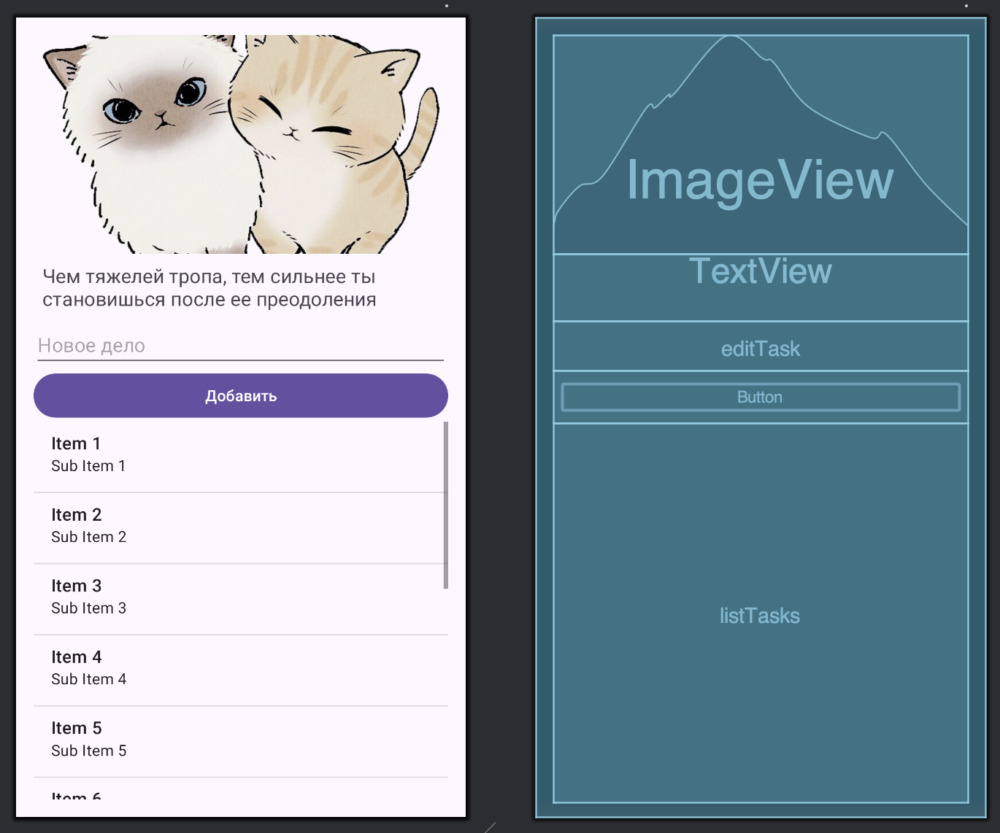 Чем тяжелей тропа, тем сильнее ты
становишься после ее преодоления
Новое дело
Добавить
Item 1
Sub Item 1
Item 2
Sub Item 2
Item 3
Sub Item 3
Item 4
Sub Item 4
Item 5
Sub Item 5
Item 6
ImageView
TextView
editTask
Button
listTasks